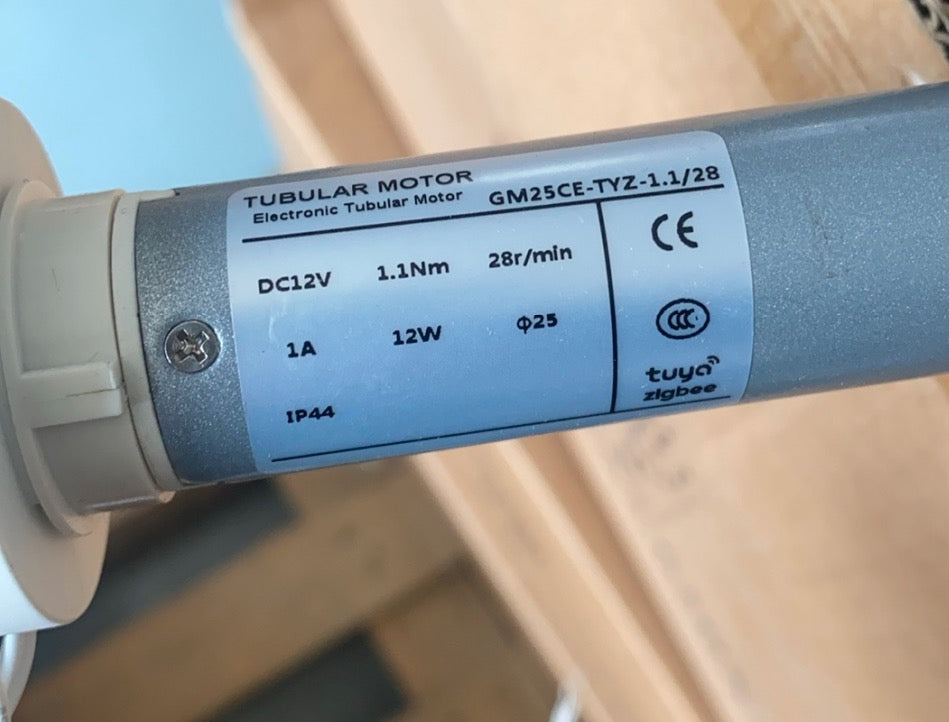 TUBULAR MOTOR
Electronic Tubular Motor
GM25CE-TYZ-1.1/28
DC12V 1.1Nm 28r/min
1A 12W Φ25
IP44
CE
CCC
tuya
zigbee